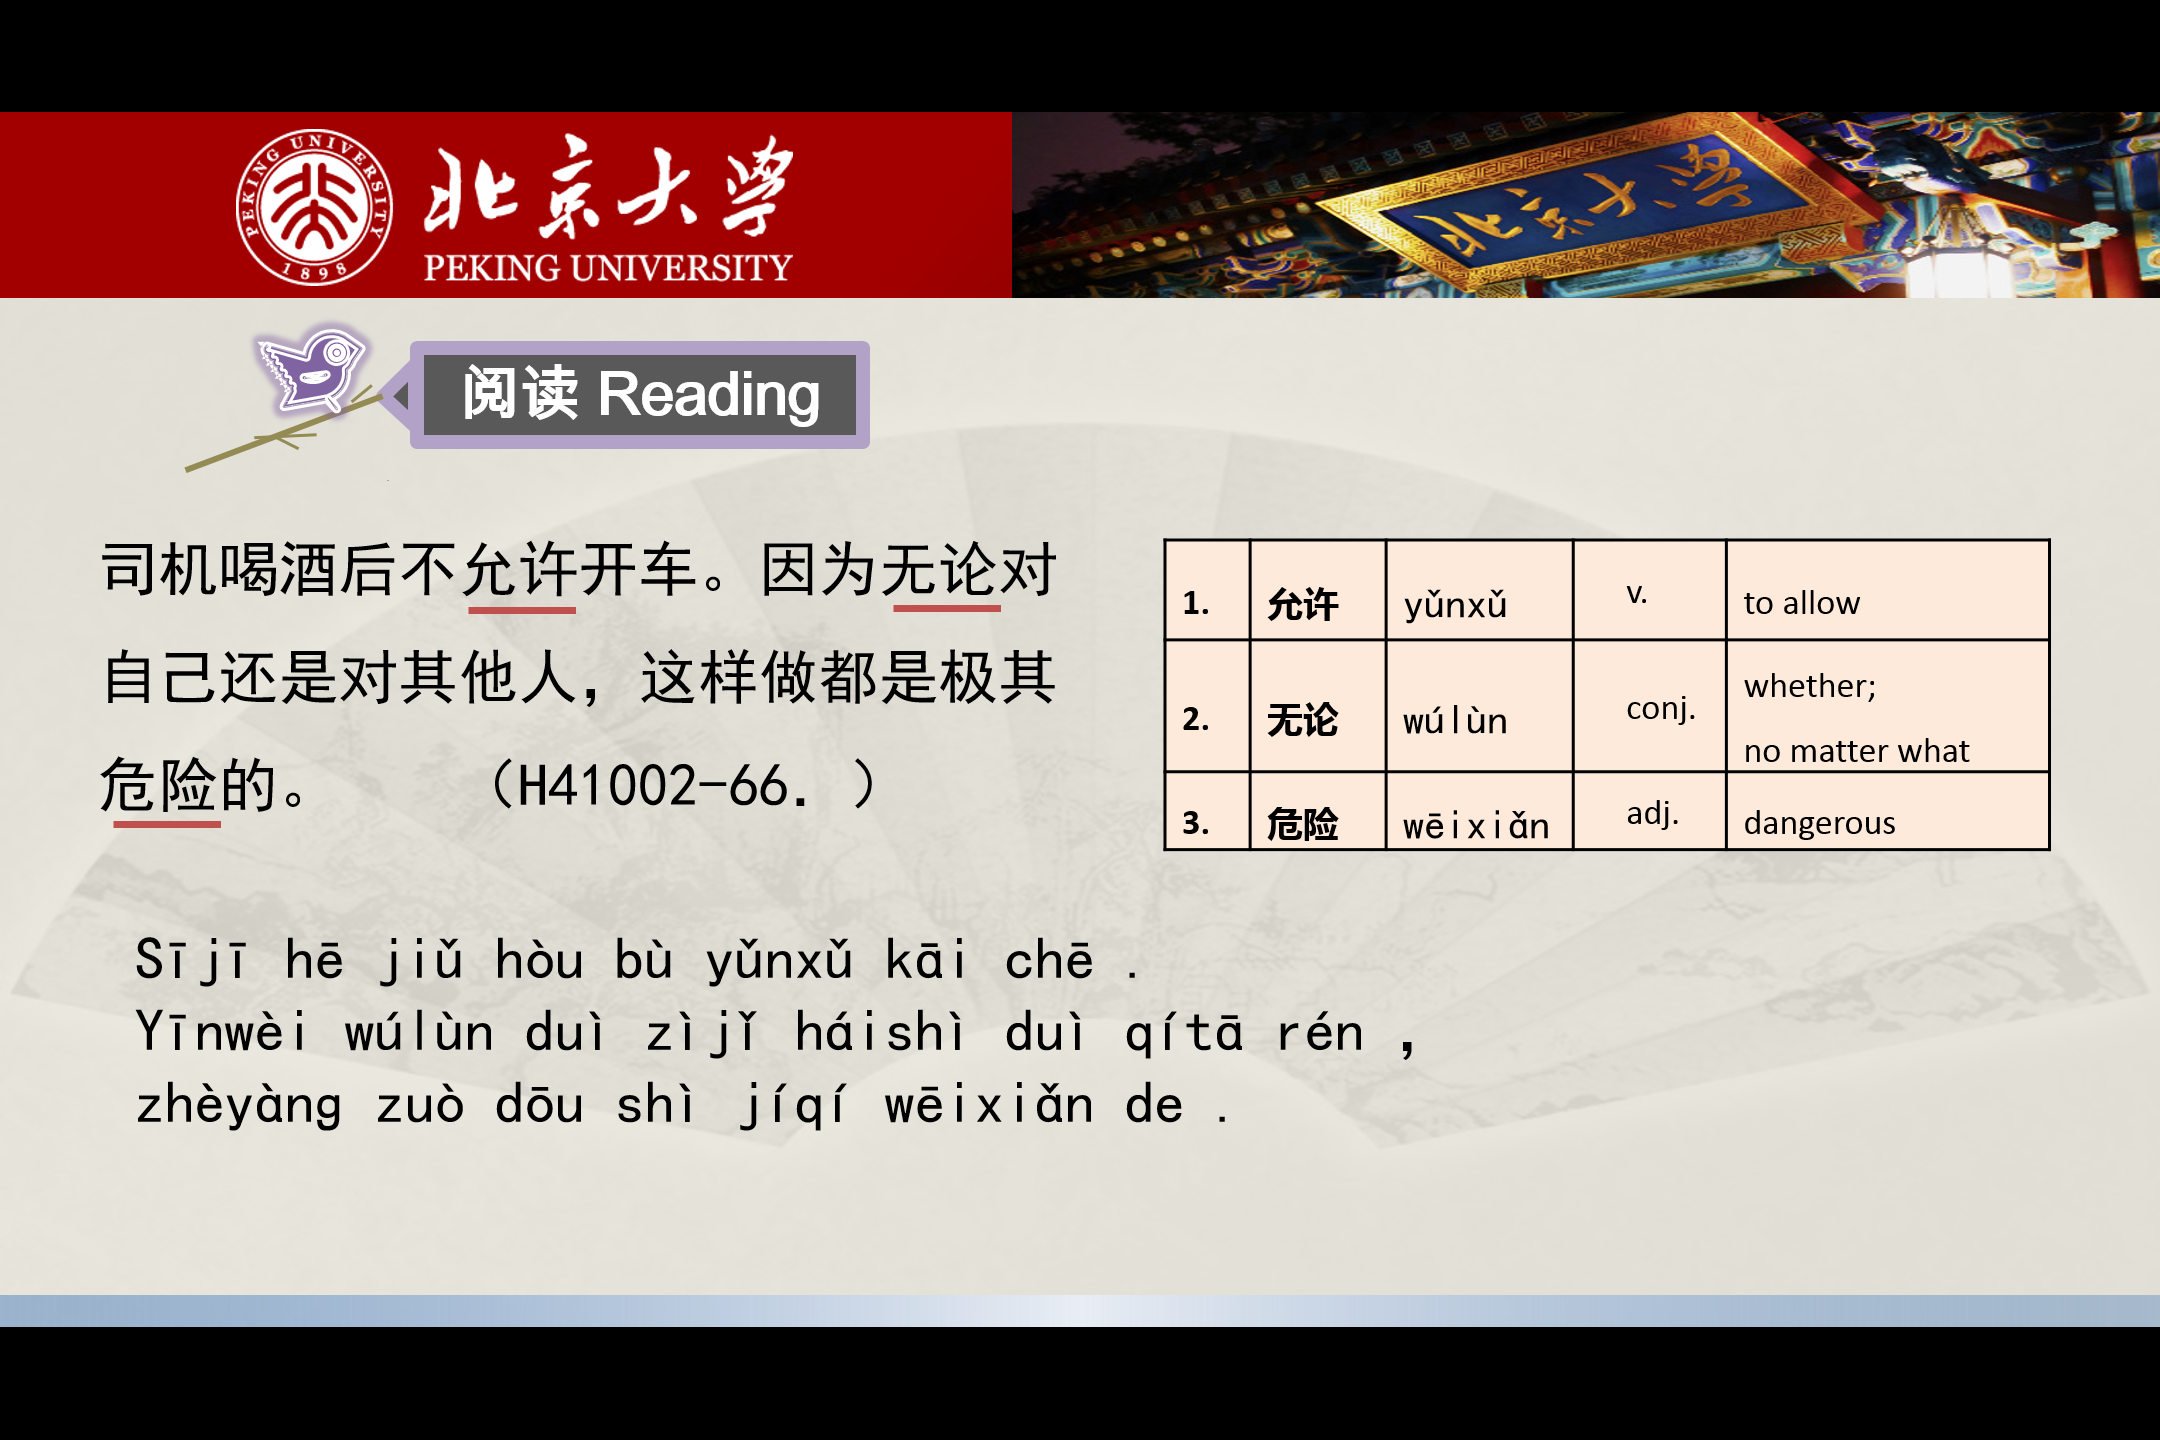 PEKING UNIVERSITY
1898
北京大学
PEKING UNIVERSITY
北京大学
阅读 Reading
司机喝酒后不允许开车。因为无论对
自己还是对其他人，这样做都是极其
危险的。 （H41002-66. ）
1. 允许 yǔnxǔ v. to allow
2. 无论 wúlùn conj. whether;
no matter what
3. 危险 wēixiǎn adj. dangerous
Sījī hē jiǔ hòu bù yǔnxǔ kāi chē .
Yīnwèi wúlùn duì zìjǐ háishì duì qítā rén ，
zhèyàng zuò dōu shì jíqí wēixiǎn de .